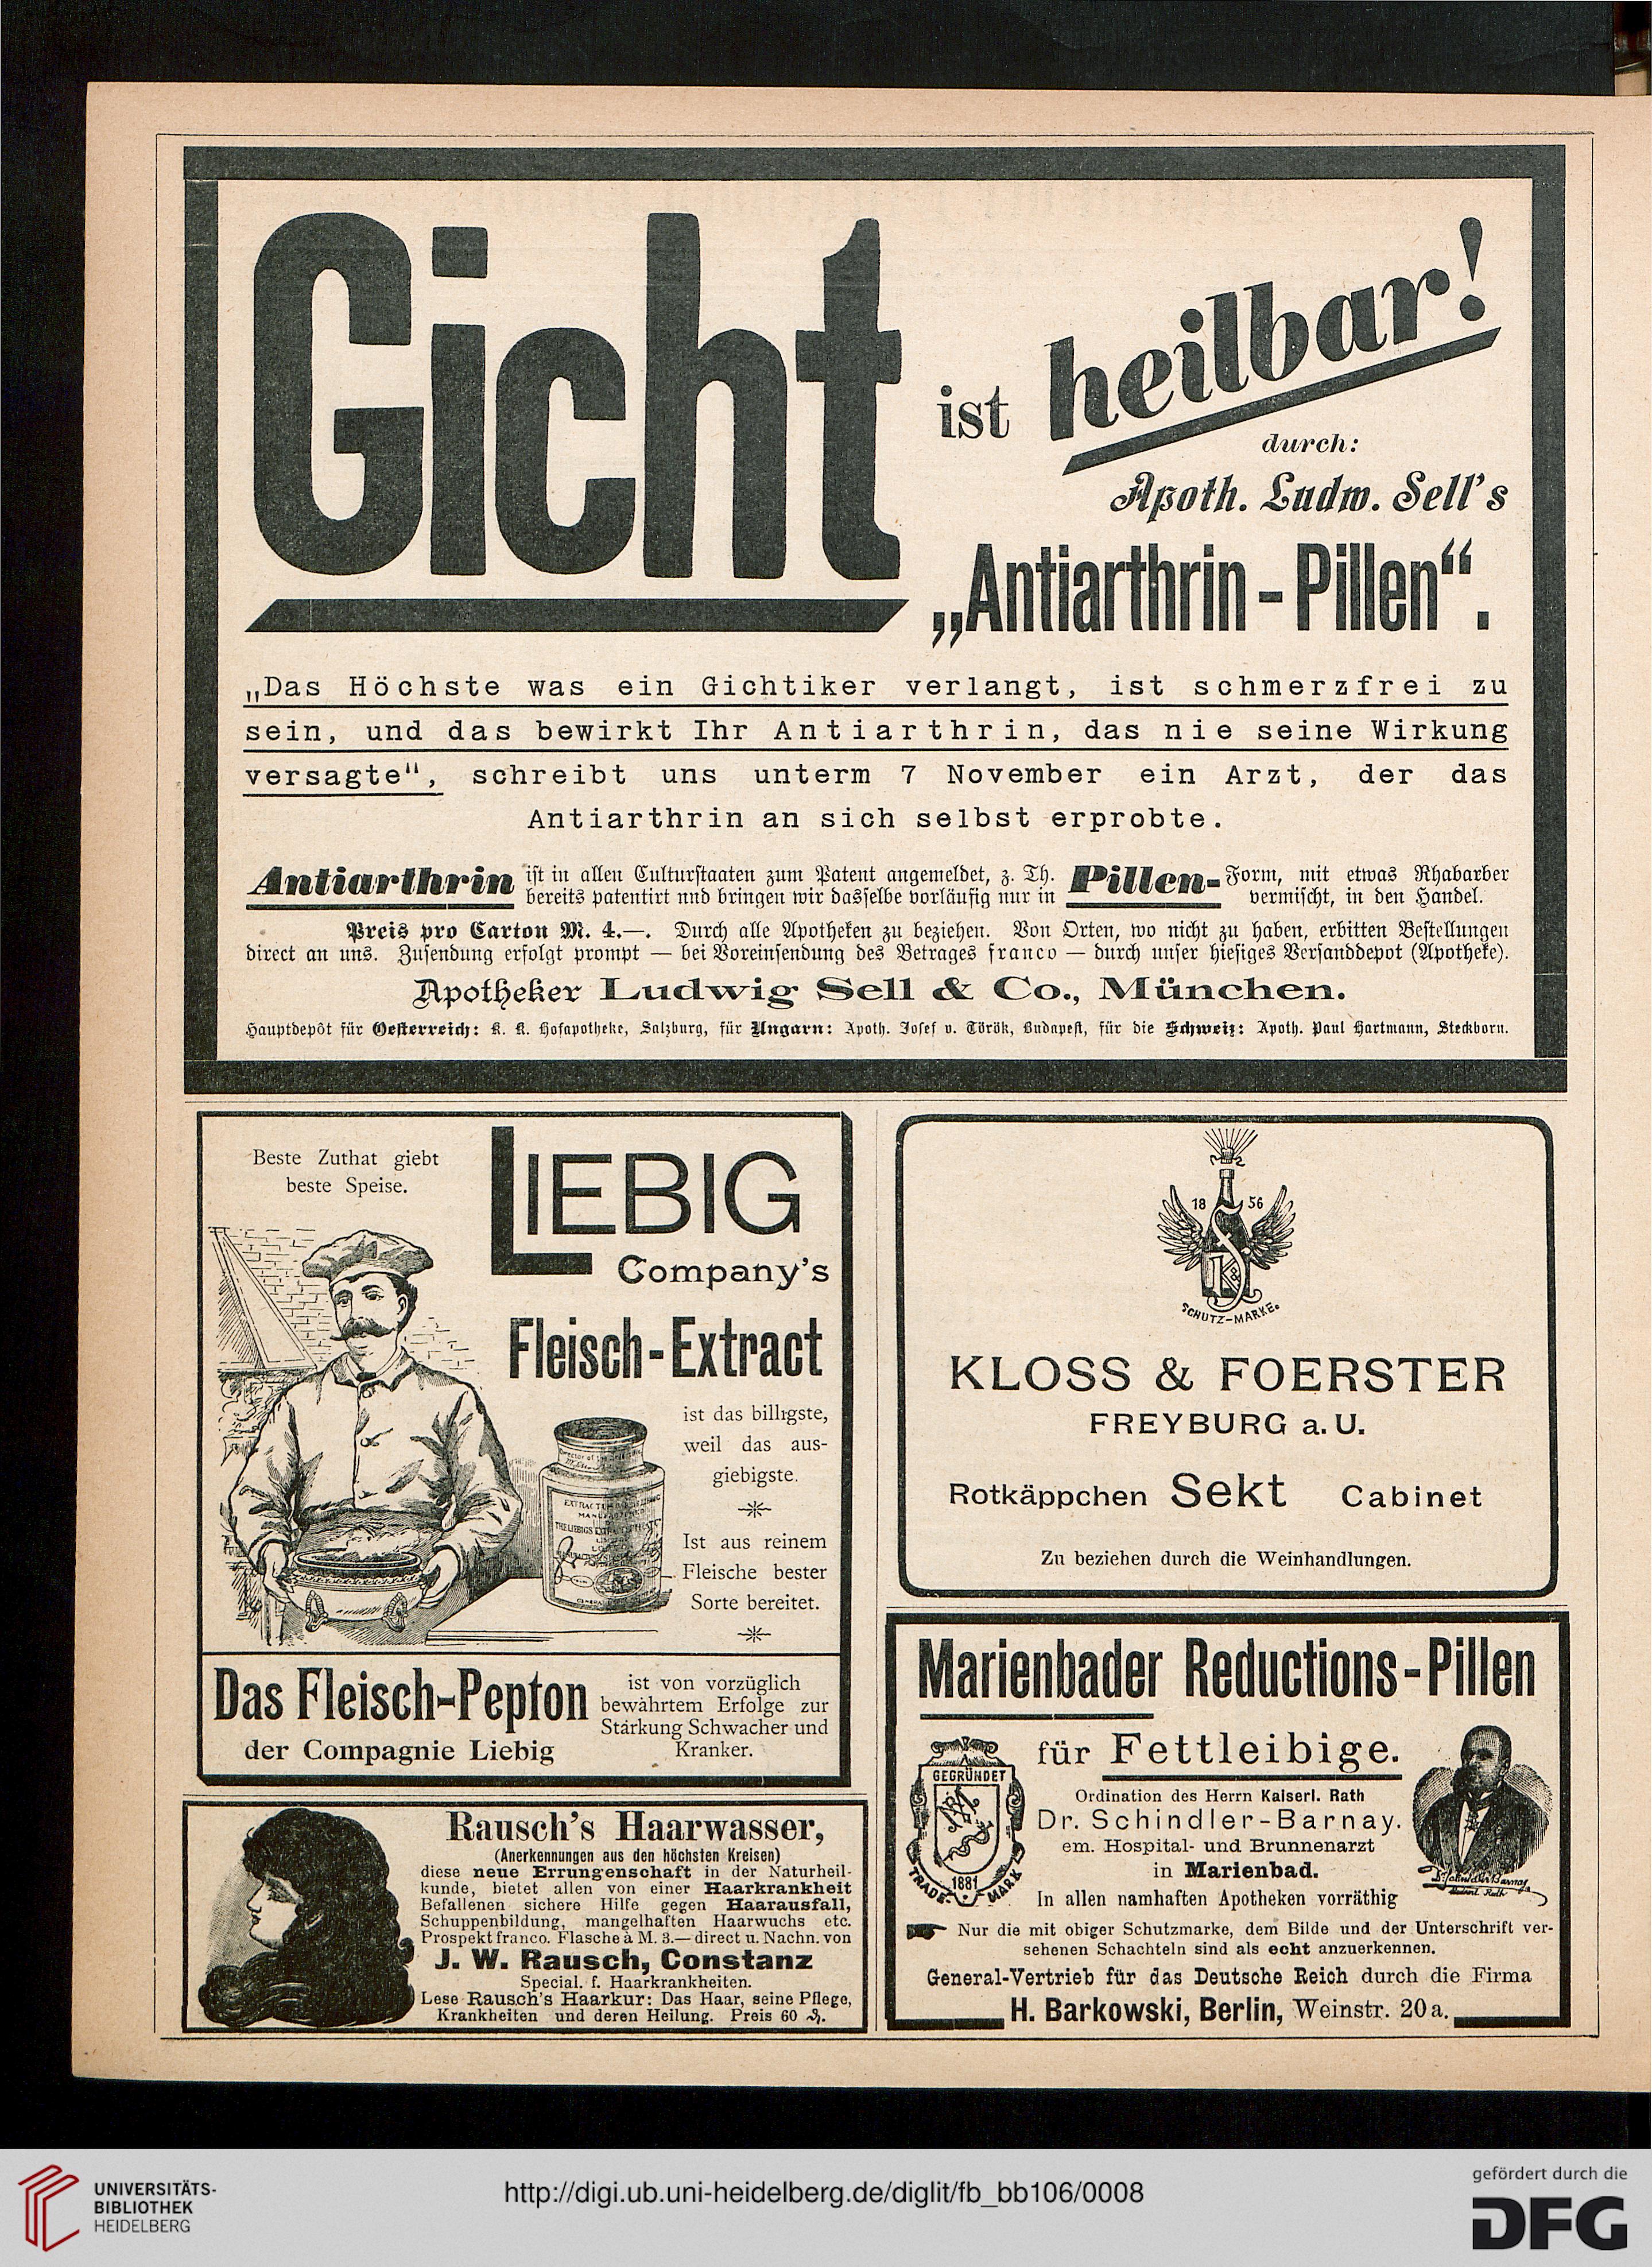 Gicht
ist heilbar!
durch:
Apoth. Ludw. Sell's
„Antiarthrin-Pillen“.
„Das Höchste was ein Gichtiker verlangt, ist schmerzfrei zu
sein, und das bewirkt Ihr Antiarthrin, das nie seine Wirkung
versagte“, schreibt uns unterm 7 November ein Arzt, der das
Antiarthrin an sich selbst erprobte.
Antiarthrin ist in allen Culturstaaten zum Patent angemeldet, z. Th.
bereits patentirt nnd bringen wir dasselbe vorläufig nur in
Pillen- Form, mit etwas Rhabarber
vermischt, in den Handel.
Preis pro Carton M. 4.—. Durch alle Apotheken zu beziehen. Von Orten, wo nicht zu haben, erbitten Bestellungen
direct an uns. Zusendung erfolgt prompt — bei Voreinsendung des Betrages franco — durch unser hiesiges Versanddepot (Apotheke).
Apotheker Ludwig Sell & Co., München.
Hauptdepôt für Oesterreich: K. K. Hofapotheke, Salzburg, für Ungarn: Apoth. Josef v. Török, Budapest, für die Schweiz: Apoth. Paul Hartmann, Steckborn.
Beste Zuthat giebt
beste Speise.
LIEBIG
Company's
Fleisch-Extract
ist das billigste,
weil das aus-
giebigste.
Ist aus reinem
Fleische bester
Sorte bereitet.
Das Fleisch-Pepton
der Compagnie Liebig
ist von vorzüglich
bewährtem Erfolge zur
Stärkung Schwacher und
Kranker.
Rausch's Haarwasser,
(Anerkennungen aus den höchsten Kreisen)
diese neue Errungenschaft in der Naturheil-
kunde, bietet allen von einer Haarkrankheit
Befallenen sichere Hilfe gegen Haarausfall,
Schuppenbildung, mangelhaften Haarwuchs etc.
Prospekt franco. Flasche à M. 3.— direct u. Nachn. von
J. W. Rausch, Constanz
Special. f. Haarkrankheiten.
Lese Rausch's Haarkur: Das Haar, seine Pflege,
Krankheiten und deren Heilung. Preis 60 ₰.
18 56
SCHUTZ-MARKE.
KLOSS & FOERSTER
FREYBURG a. U.
Rotkäppchen Sekt Cabinet
Zu beziehen durch die Weinhandlungen.
Marienbader Reductions-Pillen
für Fettleibige.
GEGRÜNDET
1881
TRADE MARK
Ordination des Herrn Kaiserl. Rath
Dr. Schindler-Barnay.
em. Hospital- und Brunnenarzt
in Marienbad.
In allen namhaften Apotheken vorräthig
Nur die mit obiger Schutzmarke, dem Bilde und der Unterschrift ver-
sehenen Schachteln sind als echt anzuerkennen.
General-Vertrieb für das Deutsche Reich durch die Firma
H. Barkowski, Berlin, Weinstr. 20a.
UNIVERSITÄTS-
BIBLIOTHEK
HEIDELBERG
http://digi.ub.uni-heidelberg.de/diglit/fb_bb106/0008
gefördert durch die
DFG